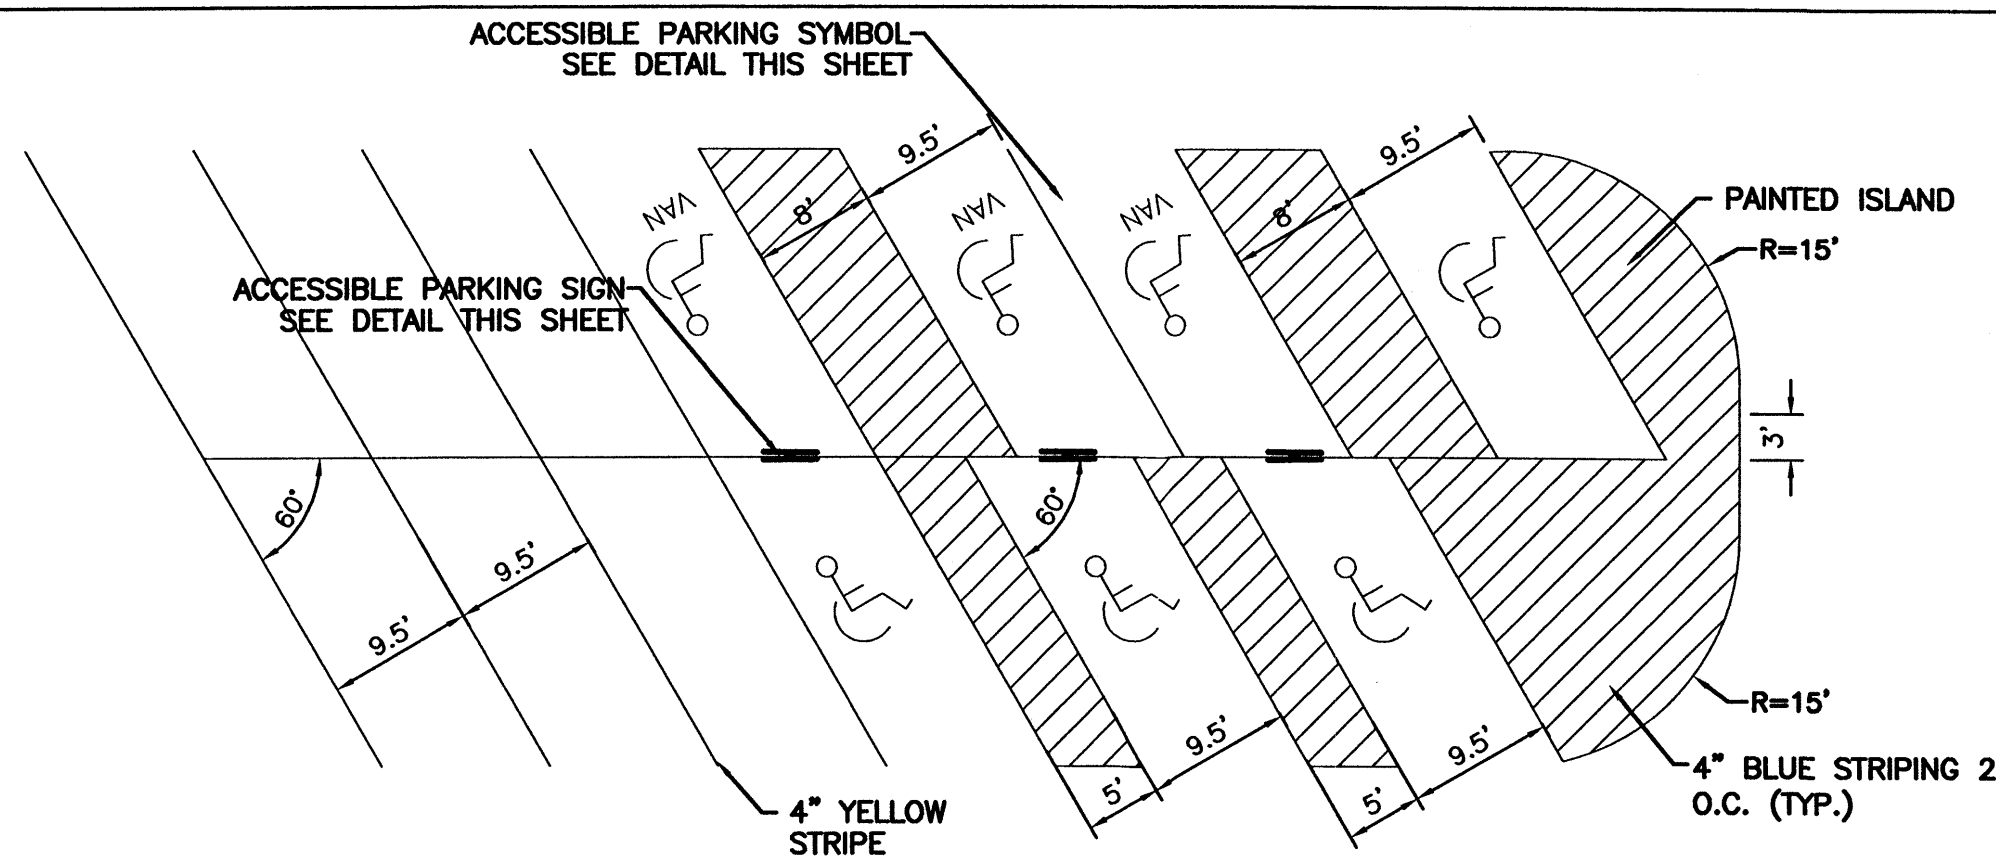 ACCESSIBLE PARKING SYMBOL
SEE DETAIL THIS SHEET
9.5'
9.5'
VAN
8'
VAN
VAN
8'
PAINTED ISLAND
R=15'
ACCESSIBLE PARKING SIGN
SEE DETAIL THIS SHEET
3'
60°
60°
9.5'
9.5'
R=15'
9.5'
9.5'
5'
5'
4" BLUE STRIPING 2
O.C. (TYP.)
4" YELLOW
STRIPE